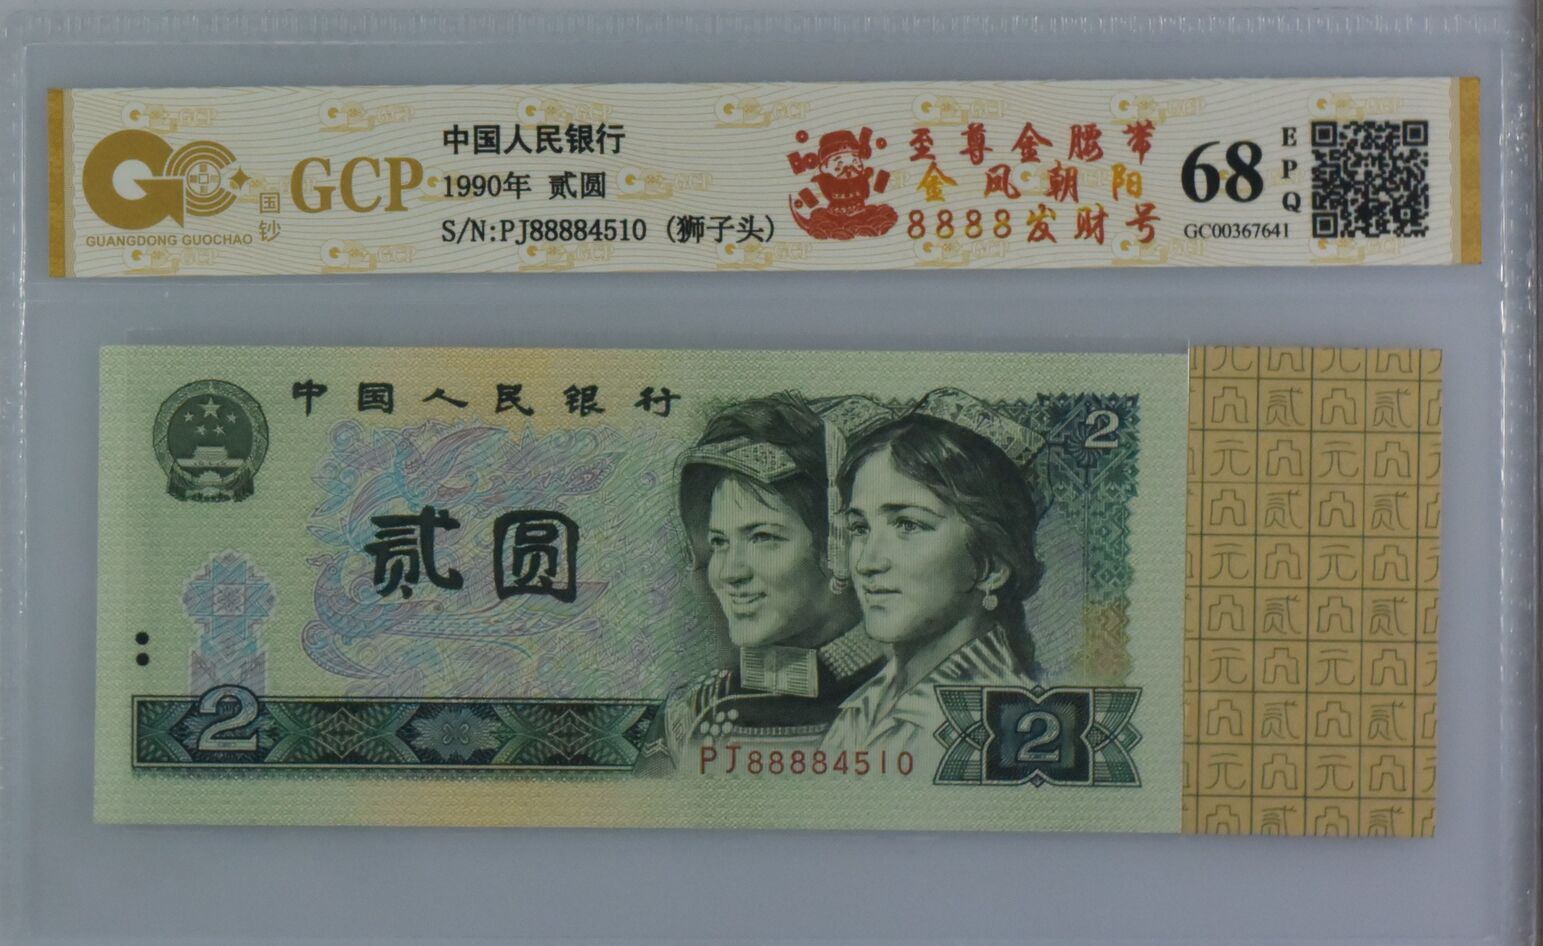 GCP
国钞
GUANGDONG GUOCHAO
中国人民银行
1990年 贰圆
S/N:PJ88884510 (狮子头)
至尊金腰带
金风朝阳
8888发财号
68
EPQ
GC00367641
中国人民银行
2
贰圆
2
PJ88884510
2